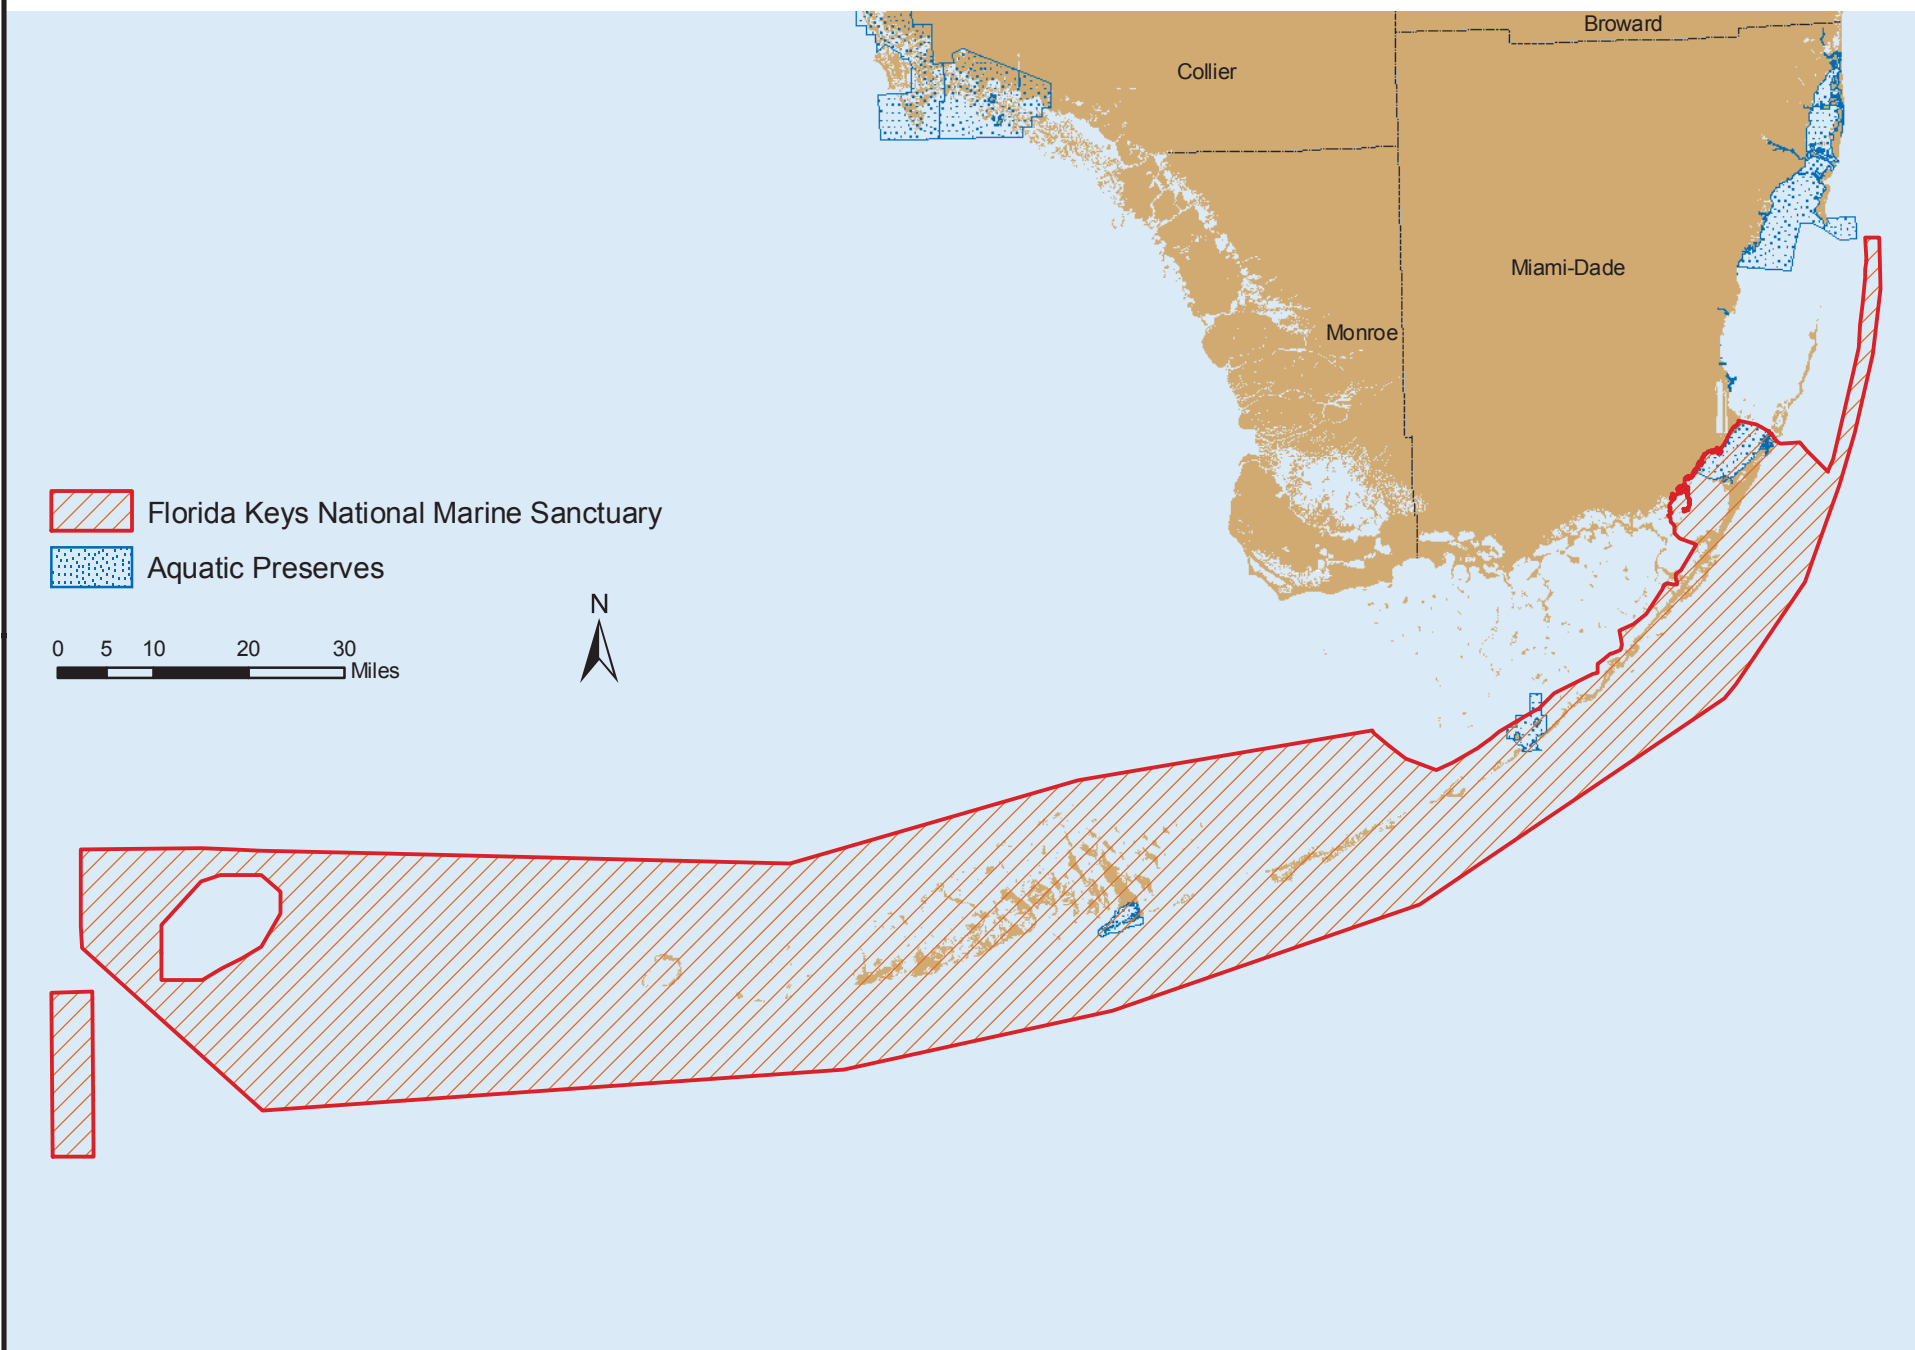 Broward
Collier
Miami-Dade
Monroe
Florida Keys National Marine Sanctuary
Aquatic Preserves
N
0 5 10 20 30
Miles